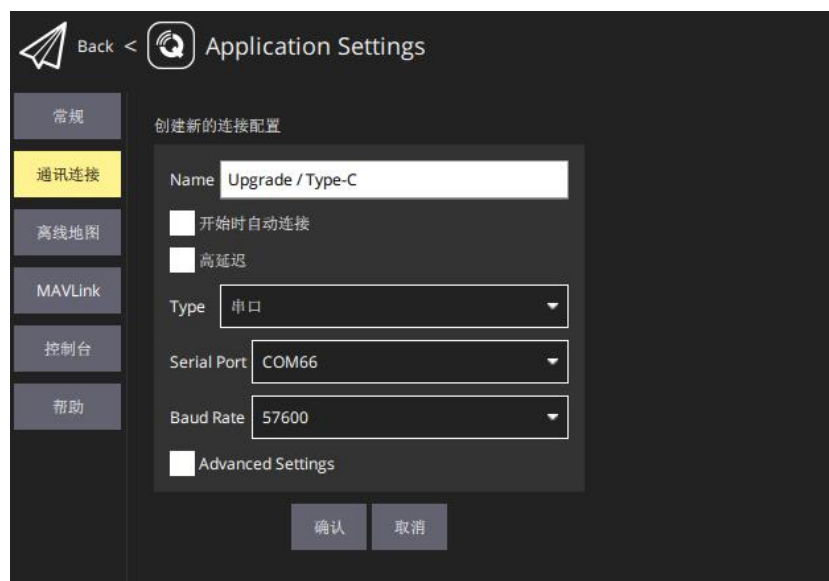 Back < Application Settings
常规
通讯连接
离线地图
MAVLink
控制台
帮助
创建新的连接配置
Name Upgrade / Type-C
开始时自动连接
高延迟
Type 串口
Serial Port COM66
Baud Rate 57600
Advanced Settings
确认 取消